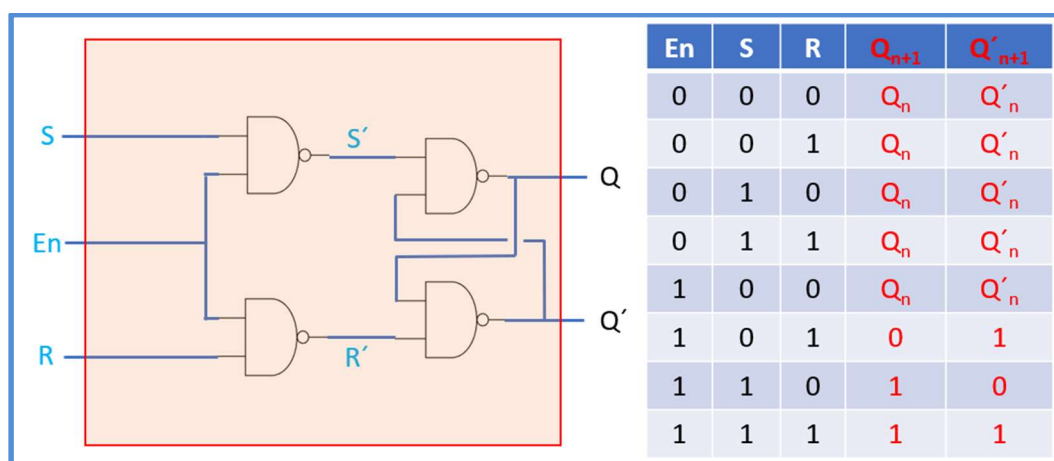 S
En
R
S´
R´
Q
Q´
En S R Qn+1 Q´n+1
0 0 0 Qn Q´n
0 0 1 Qn Q´n
0 1 0 Qn Q´n
0 1 1 Qn Q´n
1 0 0 Qn Q´n
1 0 1 0 1
1 1 0 1 0
1 1 1 1 1